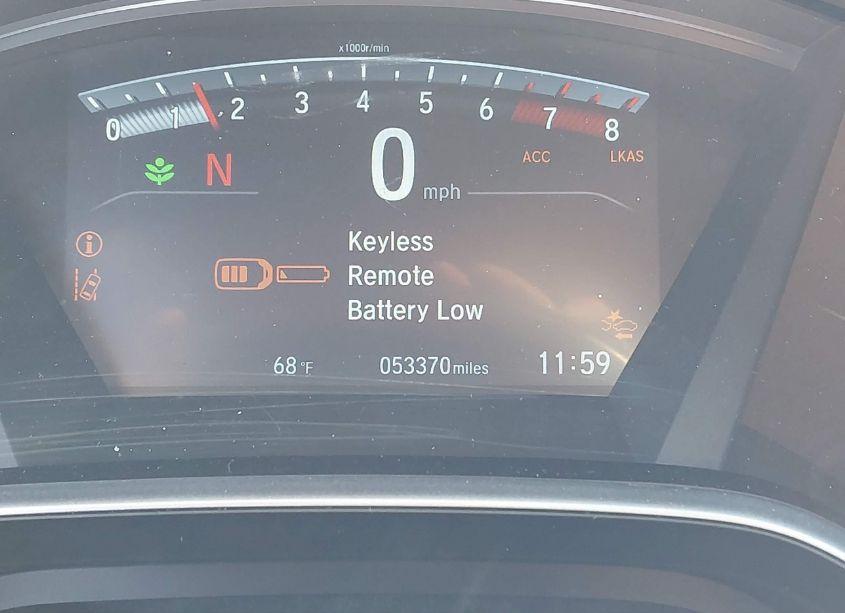 x1000r/min
0 1 2 3 4 5 6 7 8
N 0 mph ACC LKAS
Keyless
Remote
Battery Low
68°F 053370 miles 11:59